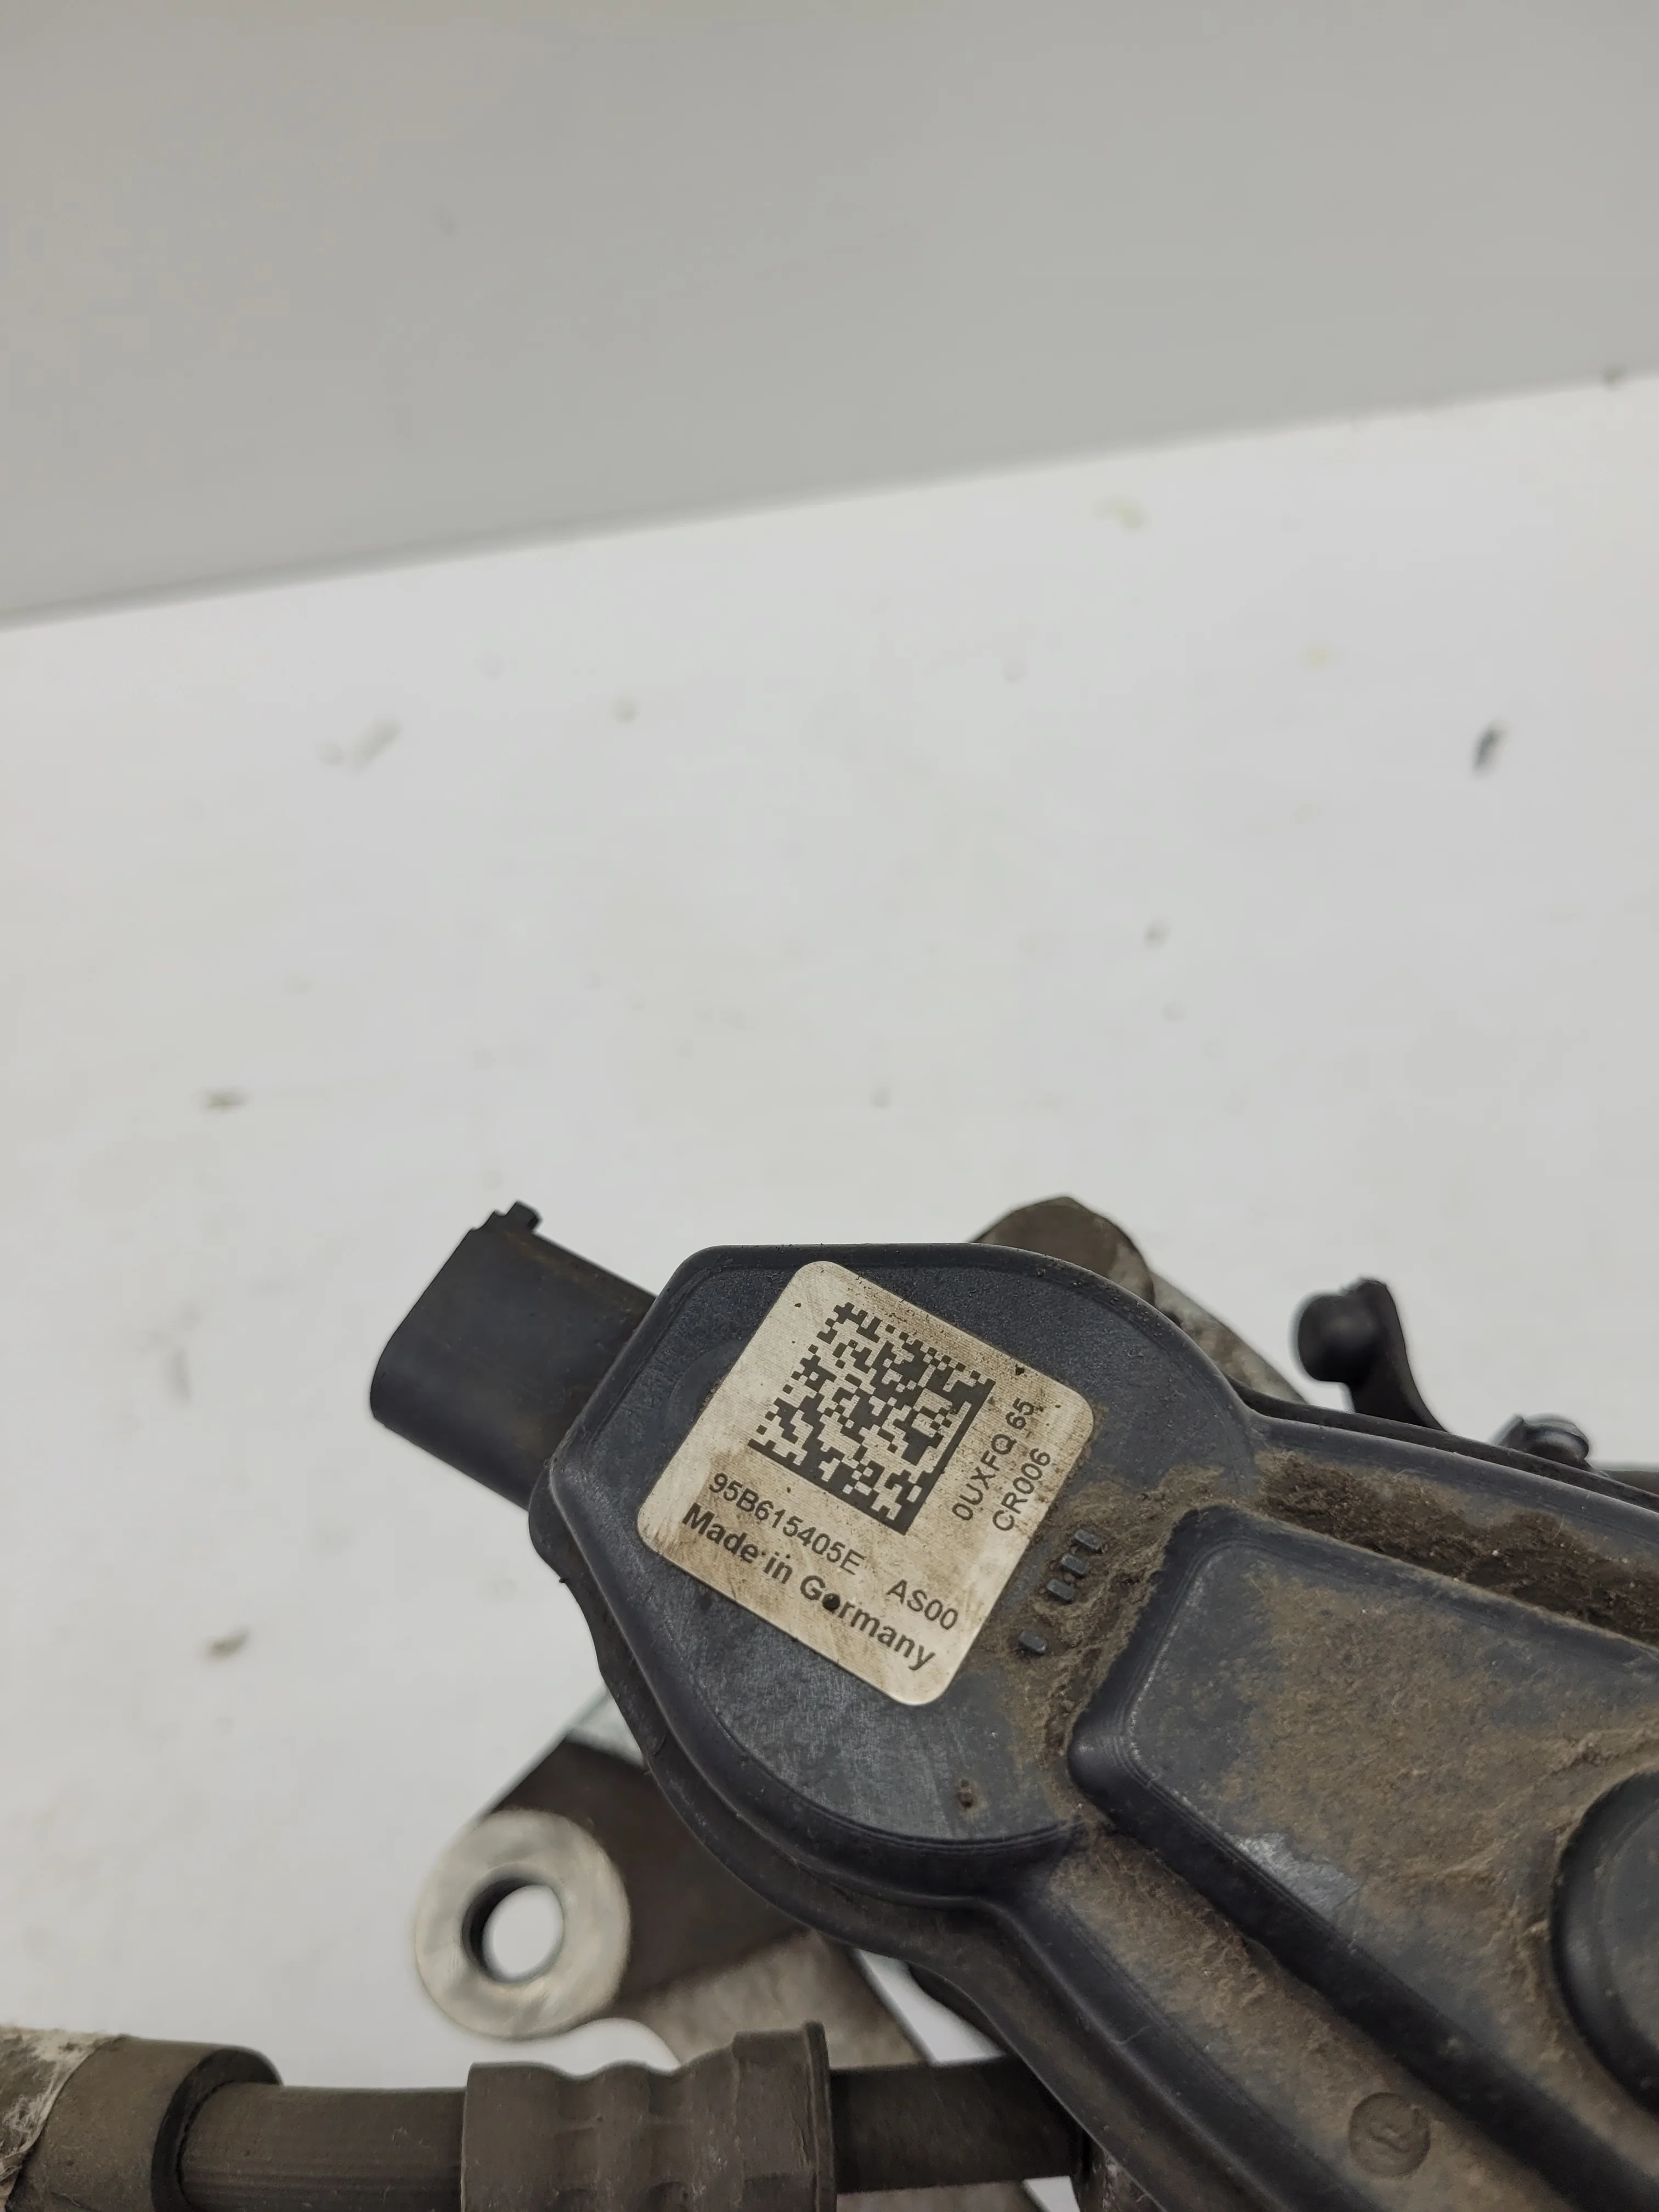 0UXFQ 65
CR006
95B615405E AS00
Made in Germany